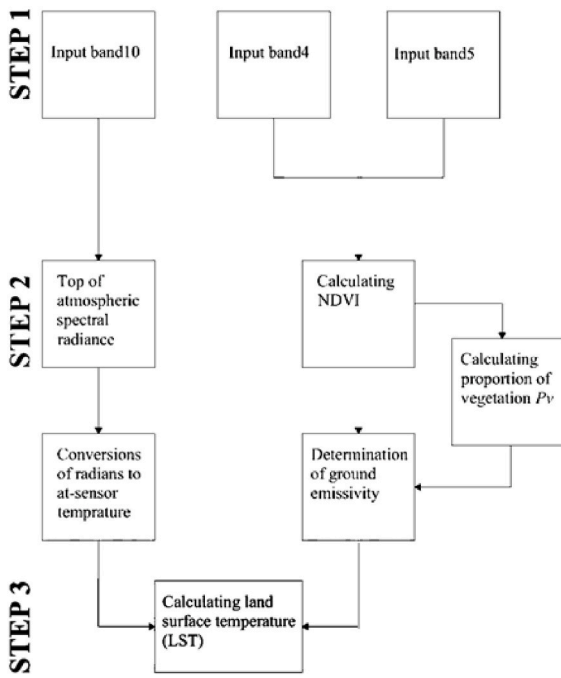 STEP 1
Input band10
Input band4
Input band5
STEP 2
Top of
atmospheric
spectral
radiance
Calculating
NDVI
Calculating
proportion of
vegetation Pv
Conversions
of radians to
at-sensor
temprature
Determination
of ground
emissivity
STEP 3
Calculating land
surface temperature
(LST)